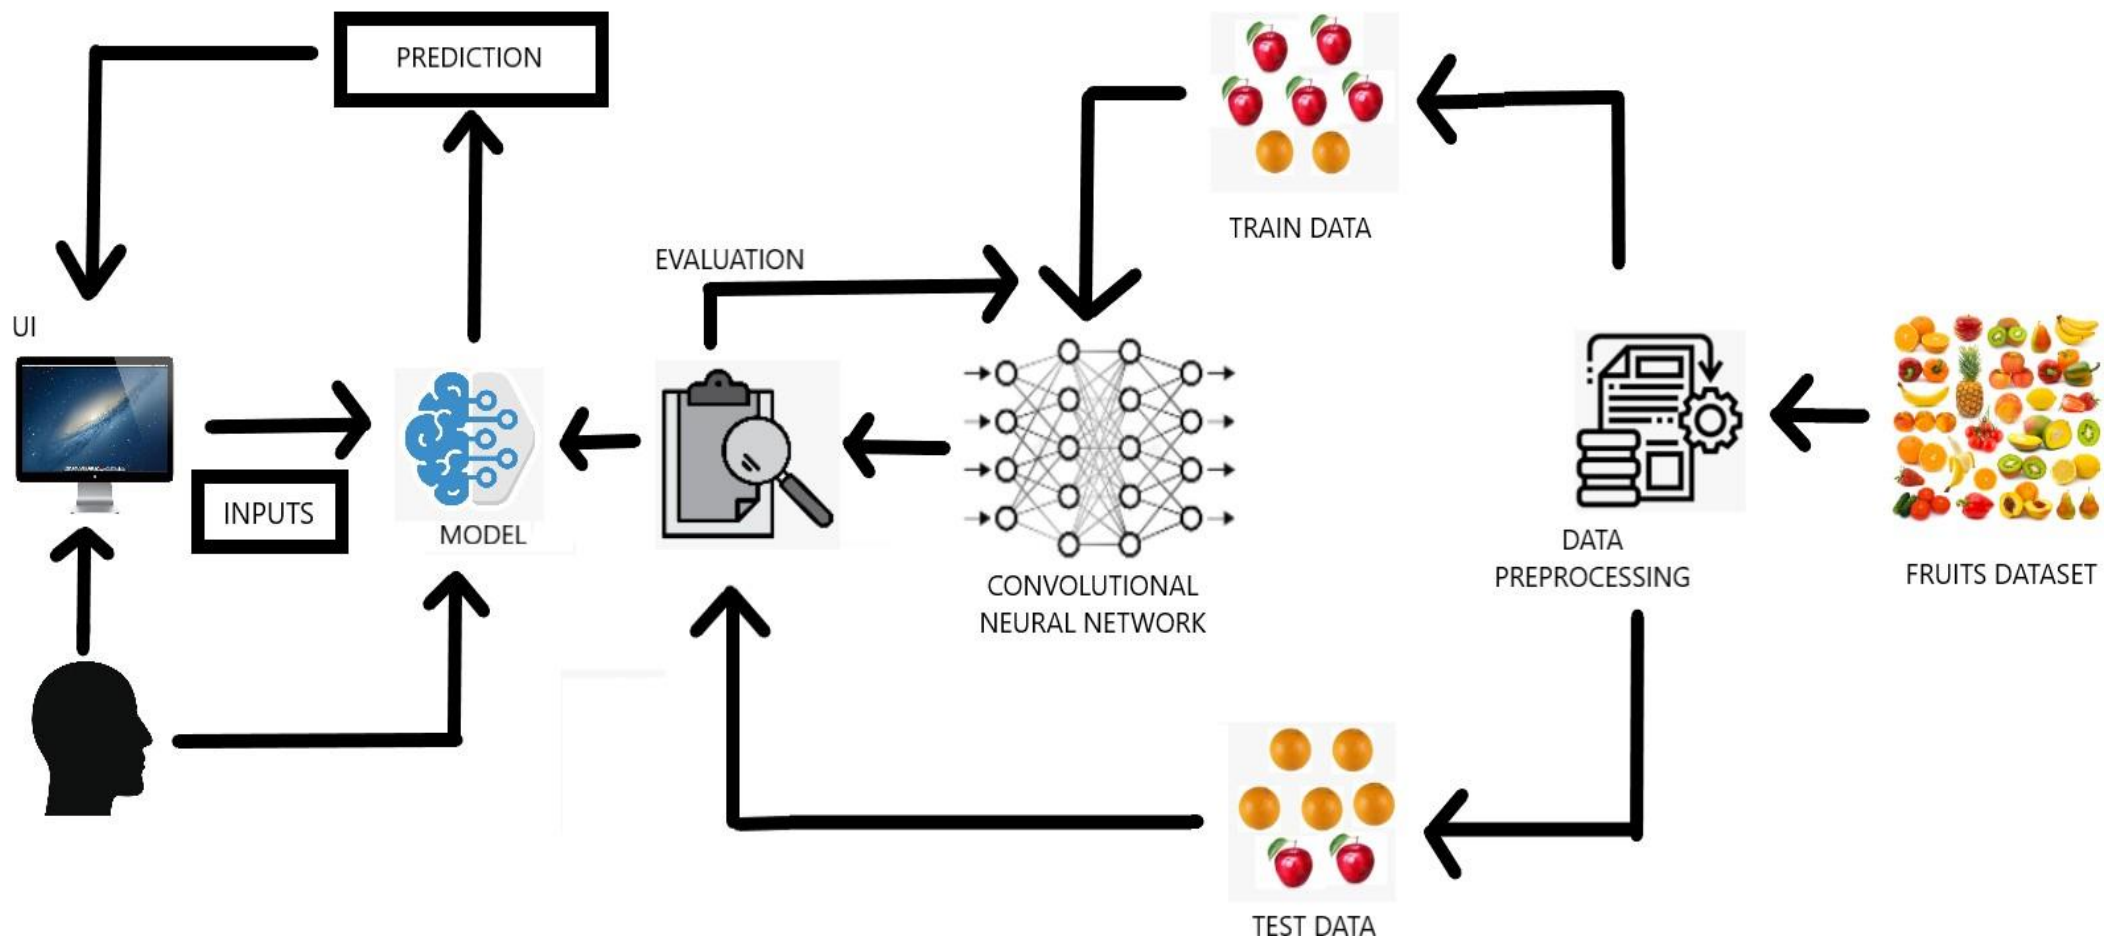 PREDICTION
TRAIN DATA
EVALUATION
UI
INPUTS
MODEL
CONVOLUTIONAL
NEURAL NETWORK
DATA
PREPROCESSING
FRUITS DATASET
TEST DATA